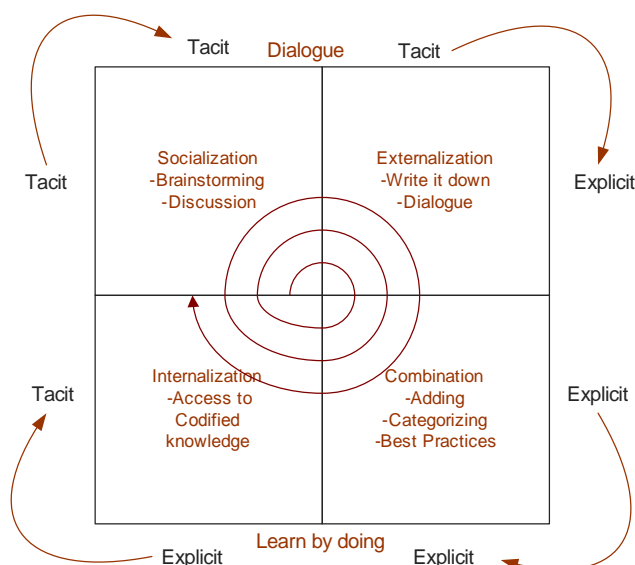 Tacit
Dialogue
Tacit
Socialization
-Brainstorming
-Discussion
Externalization
-Write it down
-Dialogue
Tacit
Explicit
Internalization
-Access to
Codified
knowledge
Combination
-Adding
-Categorizing
-Best Practices
Tacit
Explicit
Learn by doing
Explicit
Explicit